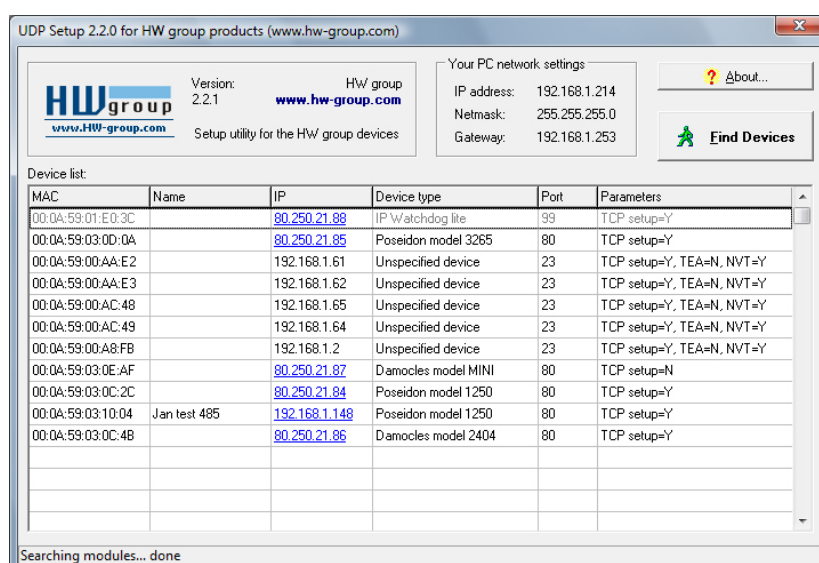 UDP Setup 2.2.0 for HW group products (www.hw-group.com)
HWgroup
www.HW-group.com
Version: HW group
2.2.1 www.hw-group.com
Setup utility for the HW group devices
Your PC network settings
IP address: 192.168.1.214
Netmask: 255.255.255.0
Gateway: 192.168.1.253
? About...
Find Devices
Device list:
MAC Name IP Device type Port Parameters
00:0A:59:01:E0:3C 80.250.21.88 IP Watchdog lite 99 TCP setup=Y
00:0A:59:03:0D:0A 80.250.21.85 Poseidon model 3265 80 TCP setup=Y
00:0A:59:00:AA:E2 192.168.1.61 Unspecified device 23 TCP setup=Y, TEA=N, NVT=Y
00:0A:59:00:AA:E3 192.168.1.62 Unspecified device 23 TCP setup=Y, TEA=N, NVT=Y
00:0A:59:00:AC:48 192.168.1.65 Unspecified device 23 TCP setup=Y, TEA=N, NVT=Y
00:0A:59:00:AC:49 192.168.1.64 Unspecified device 23 TCP setup=Y, TEA=N, NVT=Y
00:0A:59:00:A8:FB 192.168.1.2 Unspecified device 23 TCP setup=Y, TEA=N, NVT=Y
00:0A:59:03:0E:AF 80.250.21.87 Damocles model MINI 80 TCP setup=N
00:0A:59:03:0C:2C 80.250.21.84 Poseidon model 1250 80 TCP setup=Y
00:0A:59:03:10:04 Jan test 485 192.168.1.148 Poseidon model 1250 80 TCP setup=Y
00:0A:59:03:0C:4B 80.250.21.86 Damocles model 2404 80 TCP setup=Y
Searching modules... done